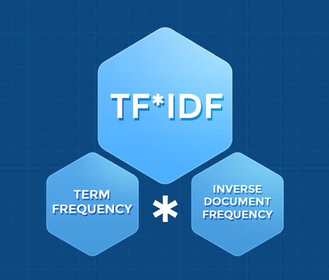 TF*IDF
TERM
FREQUENCY
*
INVERSE
DOCUMENT
FREQUENCY